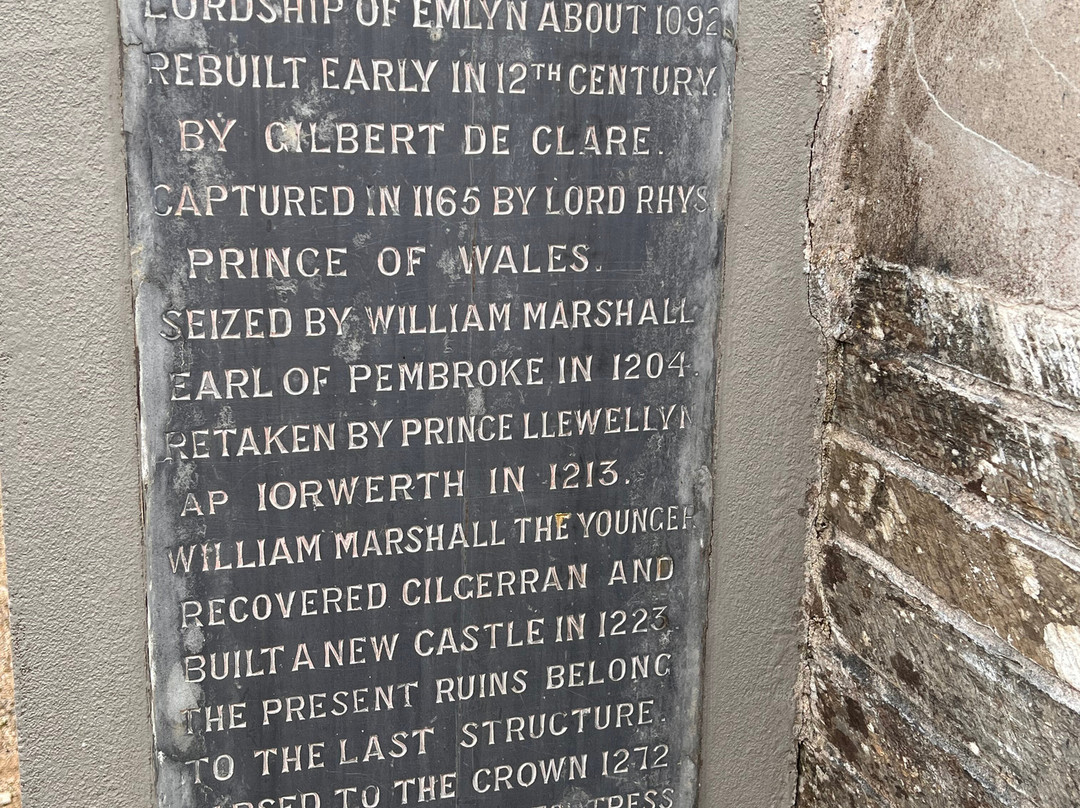 LORDSHIP OF EMLYN ABOUT 1092
REBUILT EARLY IN 12TH CENTURY.
BY GILBERT DE CLARE.
CAPTURED IN 1165 BY LORD RHYS
PRINCE OF WALES.
SEIZED BY WILLIAM MARSHALL
EARL OF PEMBROKE IN 1204.
RETAKEN BY PRINCE LLEWELLYN
AP IORWERTH IN 1213.
WILLIAM MARSHALL THE YOUNGER
RECOVERED CILGERRAN AND
BUILT A NEW CASTLE IN 1223.
THE PRESENT RUINS BELONG
TO THE LAST STRUCTURE.
TO THE CROWN 1272